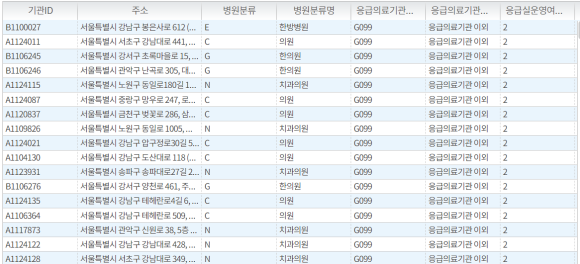 기관ID 주소 병원분류 병원분류명 응급의료기관... 응급의료기관... 응급실운영여...
B1100027 서울특별시 강남구 봉은사로 612 (... E 한방병원 G099 응급의료기관 이외 2
A1124011 서울특별시 서초구 강남대로 441, ... C 의원 G099 응급의료기관 이외 2
B1106245 서울특별시 강남구 초록마을로 15, ... G 한의원 G099 응급의료기관 이외 2
B1106246 서울특별시 관악구 난곡로 305, 대... G 한의원 G099 응급의료기관 이외 2
A1124115 서울특별시 노원구 동일로180길 1... N 치과의원 G099 응급의료기관 이외 2
A1124087 서울특별시 중랑구 망우로 247, 로... C 의원 G099 응급의료기관 이외 2
A1120837 서울특별시 금천구 벚꽃로 286, 삼... C 의원 G099 응급의료기관 이외 2
A1109826 서울특별시 노원구 동일로 1005, ... N 치과의원 G099 응급의료기관 이외 2
A1124021 서울특별시 강남구 압구정로30길 5... C 의원 G099 응급의료기관 이외 2
A1104130 서울특별시 강남구 도산대로 118 (... C 의원 G099 응급의료기관 이외 2
A1123931 서울특별시 송파구 송파대로27길 2... N 치과의원 G099 응급의료기관 이외 2
B1106276 서울특별시 강서구 양천로 461, 주... G 한의원 G099 응급의료기관 이외 2
A1124135 서울특별시 강남구 테헤란로4길 6, ... C 의원 G099 응급의료기관 이외 2
A1106364 서울특별시 강남구 테헤란로 509, ... C 의원 G099 응급의료기관 이외 2
A1117873 서울특별시 관악구 신원로 38, 5층 ... N 치과의원 G099 응급의료기관 이외 2
A1124122 서울특별시 강남구 강남대로 428, ... N 치과의원 G099 응급의료기관 이외 2
A1124128 서울특별시 서초구 강남대로 349, ... N 치과의원 G099 응급의료기관 이외 2